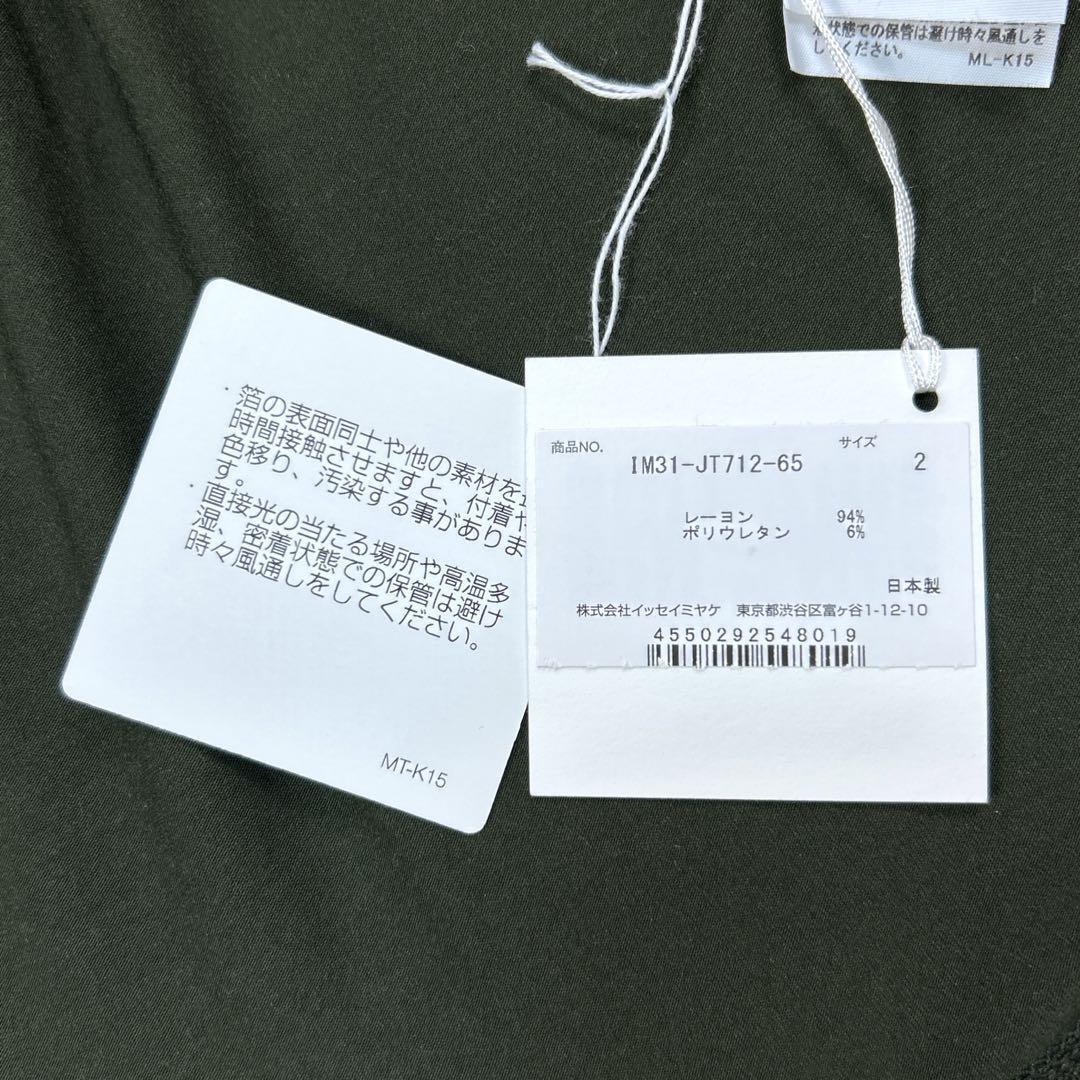 状態での保管は避け時々風通しを
してください。
ML-K15
・箔の表面同士や他の素材を
時間接触させますと、付着や
色移り、汚染する事がありま
す。
・直接光の当たる場所や高温多
湿、密着状態での保管は避け
時々風通しをしてください。
MT-K15
商品NO. サイズ
IM31-JT712-65 2
レーヨン 94%
ポリウレタン 6%
日本製
株式会社イッセイミヤケ 東京都渋谷区富ヶ谷1-12-10
4550292548019